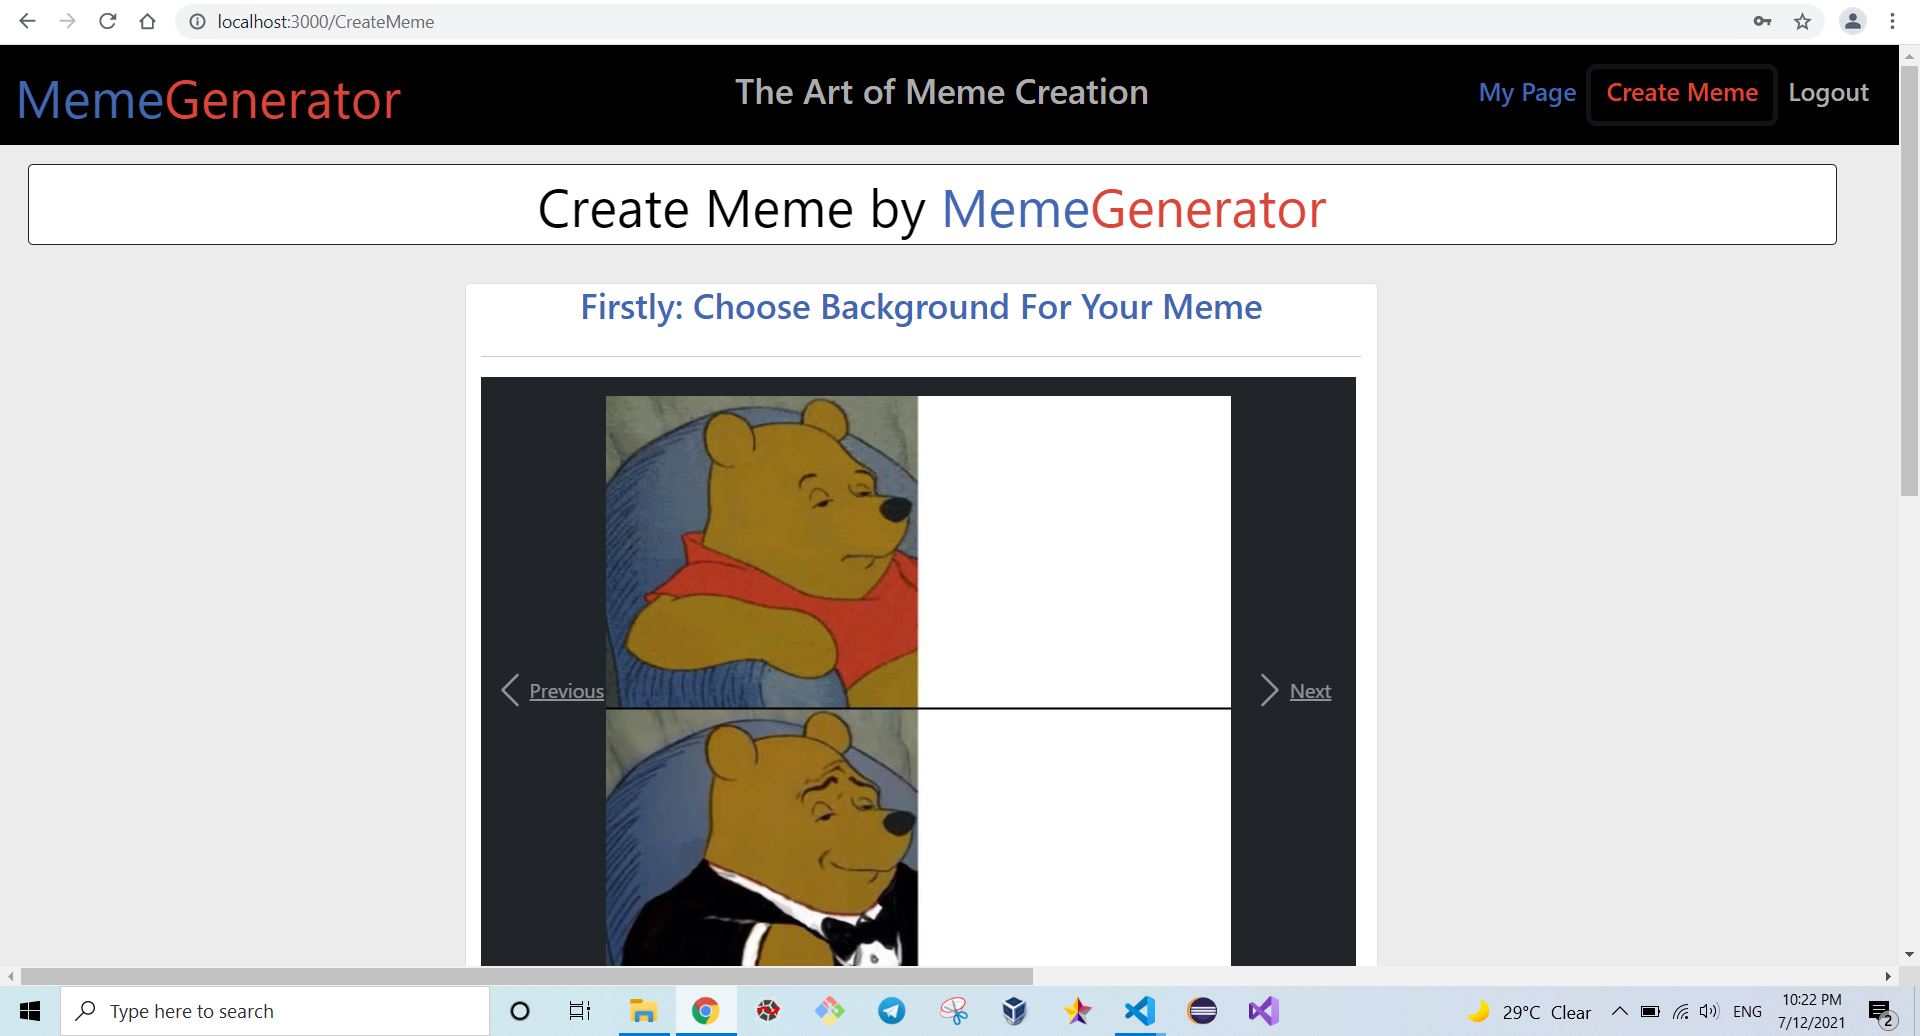 localhost:3000/CreateMeme
MemeGenerator
The Art of Meme Creation
My Page
Create Meme
Logout
Create Meme by MemeGenerator
Firstly: Choose Background For Your Meme
Previous
Next
Type here to search
29°C Clear
ENG
10:22 PM
7/12/2021
2